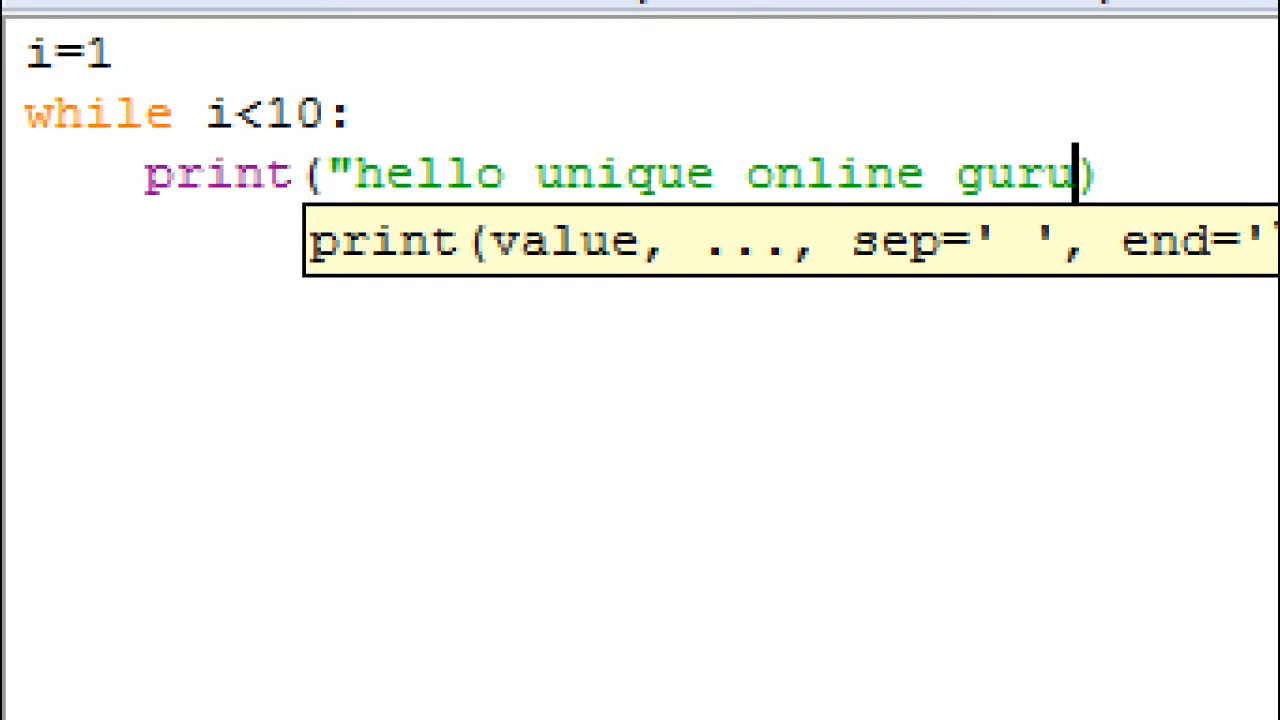 i=1
while i<10:
    print("hello unique online guru)
print(value, ..., sep=' ', end='